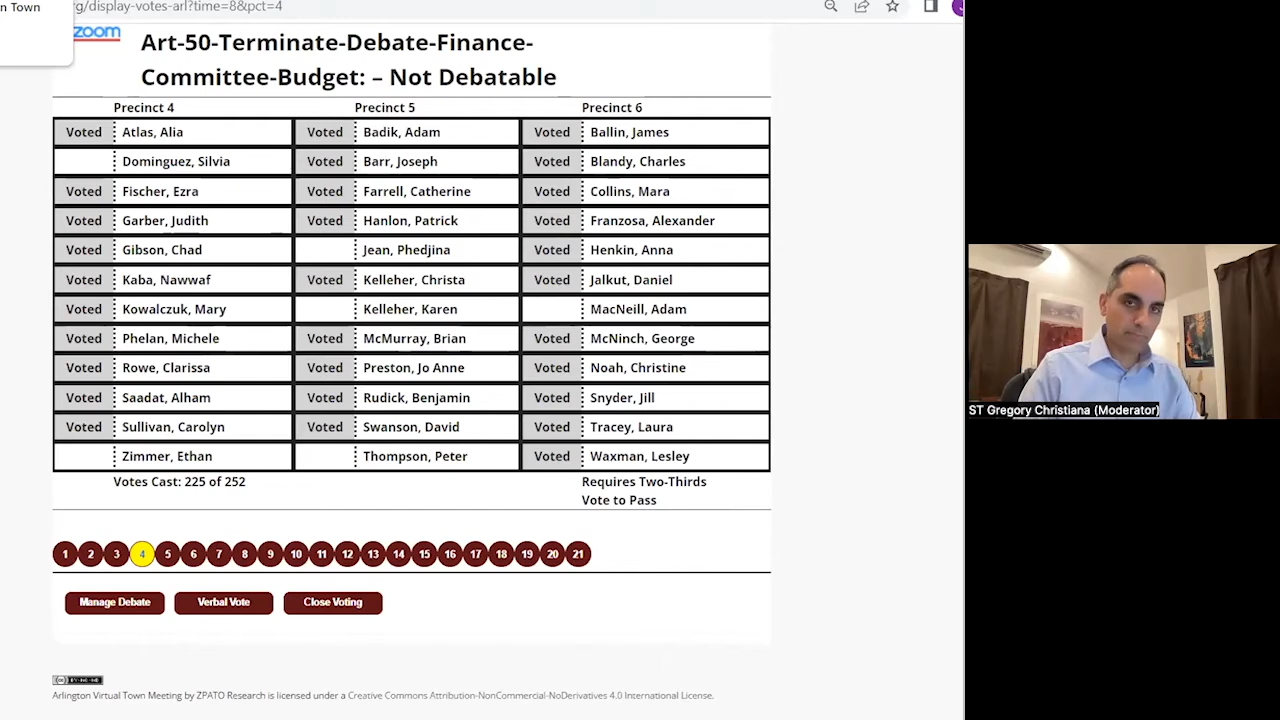 n Town
rg/display-votes-arl?time=8&pct=4
zoom
Art-50-Terminate-Debate-Finance-
Committee-Budget: – Not Debatable
Precinct 4 Precinct 5 Precinct 6
Voted Atlas, Alia Voted Badik, Adam Voted Ballin, James
Dominguez, Silvia Voted Barr, Joseph Voted Blandy, Charles
Voted Fischer, Ezra Voted Farrell, Catherine Voted Collins, Mara
Voted Garber, Judith Voted Hanlon, Patrick Voted Franzosa, Alexander
Voted Gibson, Chad Jean, Phedjina Voted Henkin, Anna
Voted Kaba, Nawwaf Voted Kelleher, Christa Voted Jalkut, Daniel
Voted Kowalczuk, Mary Kelleher, Karen MacNeill, Adam
Voted Phelan, Michele Voted McMurray, Brian Voted McNinch, George
Voted Rowe, Clarissa Voted Preston, Jo Anne Voted Noah, Christine
Voted Saadat, Alham Voted Rudick, Benjamin Voted Snyder, Jill
Voted Sullivan, Carolyn Voted Swanson, David Voted Tracey, Laura
Zimmer, Ethan Thompson, Peter Voted Waxman, Lesley
Votes Cast: 225 of 252 Requires Two-Thirds
Vote to Pass
1 2 3 4 5 6 7 8 9 10 11 12 13 14 15 16 17 18 19 20 21
Manage Debate Verbal Vote Close Voting
ST Gregory Christiana (Moderator)
Arlington Virtual Town Meeting by ZPATO Research is licensed under a Creative Commons Attribution-NonCommercial-NoDerivatives 4.0 International License.